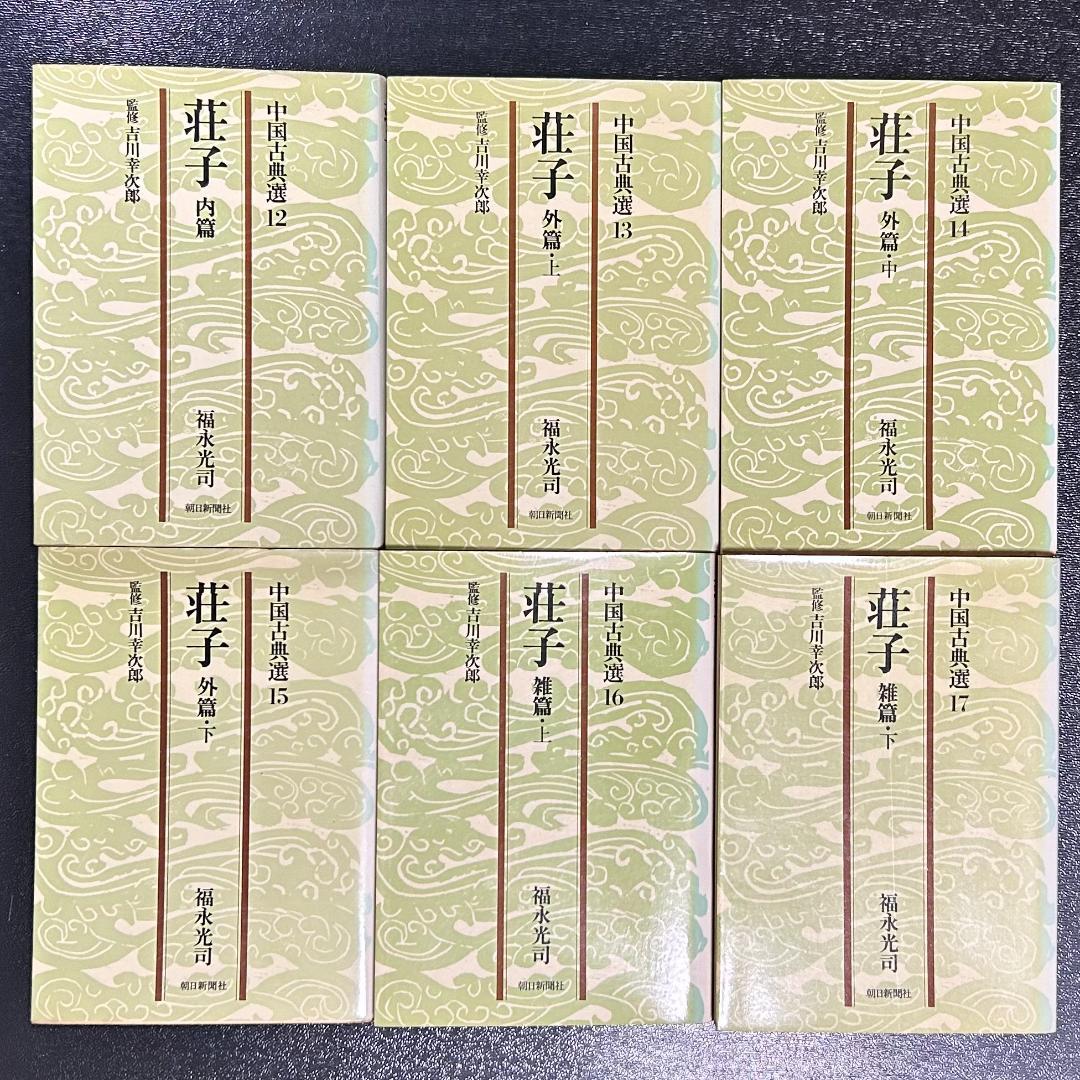 中国古典選12
荘子 内篇
監修 吉川幸次郎
福永光司
朝日新聞社
中国古典選13
荘子 外篇・上
監修 吉川幸次郎
福永光司
朝日新聞社
中国古典選14
荘子 外篇・中
監修 吉川幸次郎
福永光司
朝日新聞社
中国古典選15
荘子 外篇・下
監修 吉川幸次郎
福永光司
朝日新聞社
中国古典選16
荘子 雑篇・上
監修 吉川幸次郎
福永光司
朝日新聞社
中国古典選17
荘子 雑篇・下
監修 吉川幸次郎
福永光司
朝日新聞社